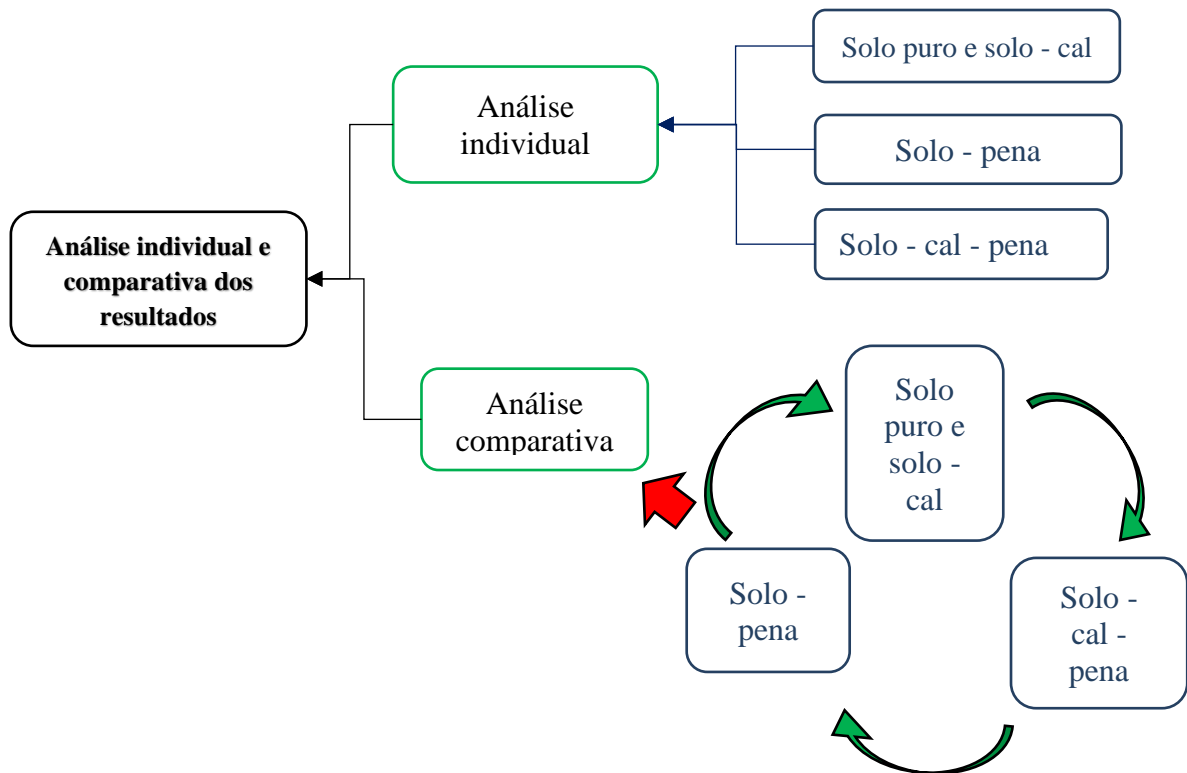 Solo puro e solo - cal
Análise
individual
Solo - pena
Solo - cal - pena
Análise individual e
comparativa dos
resultados
Análise
comparativa
Solo
puro e
solo -
cal
Solo -
pena
Solo -
cal -
pena